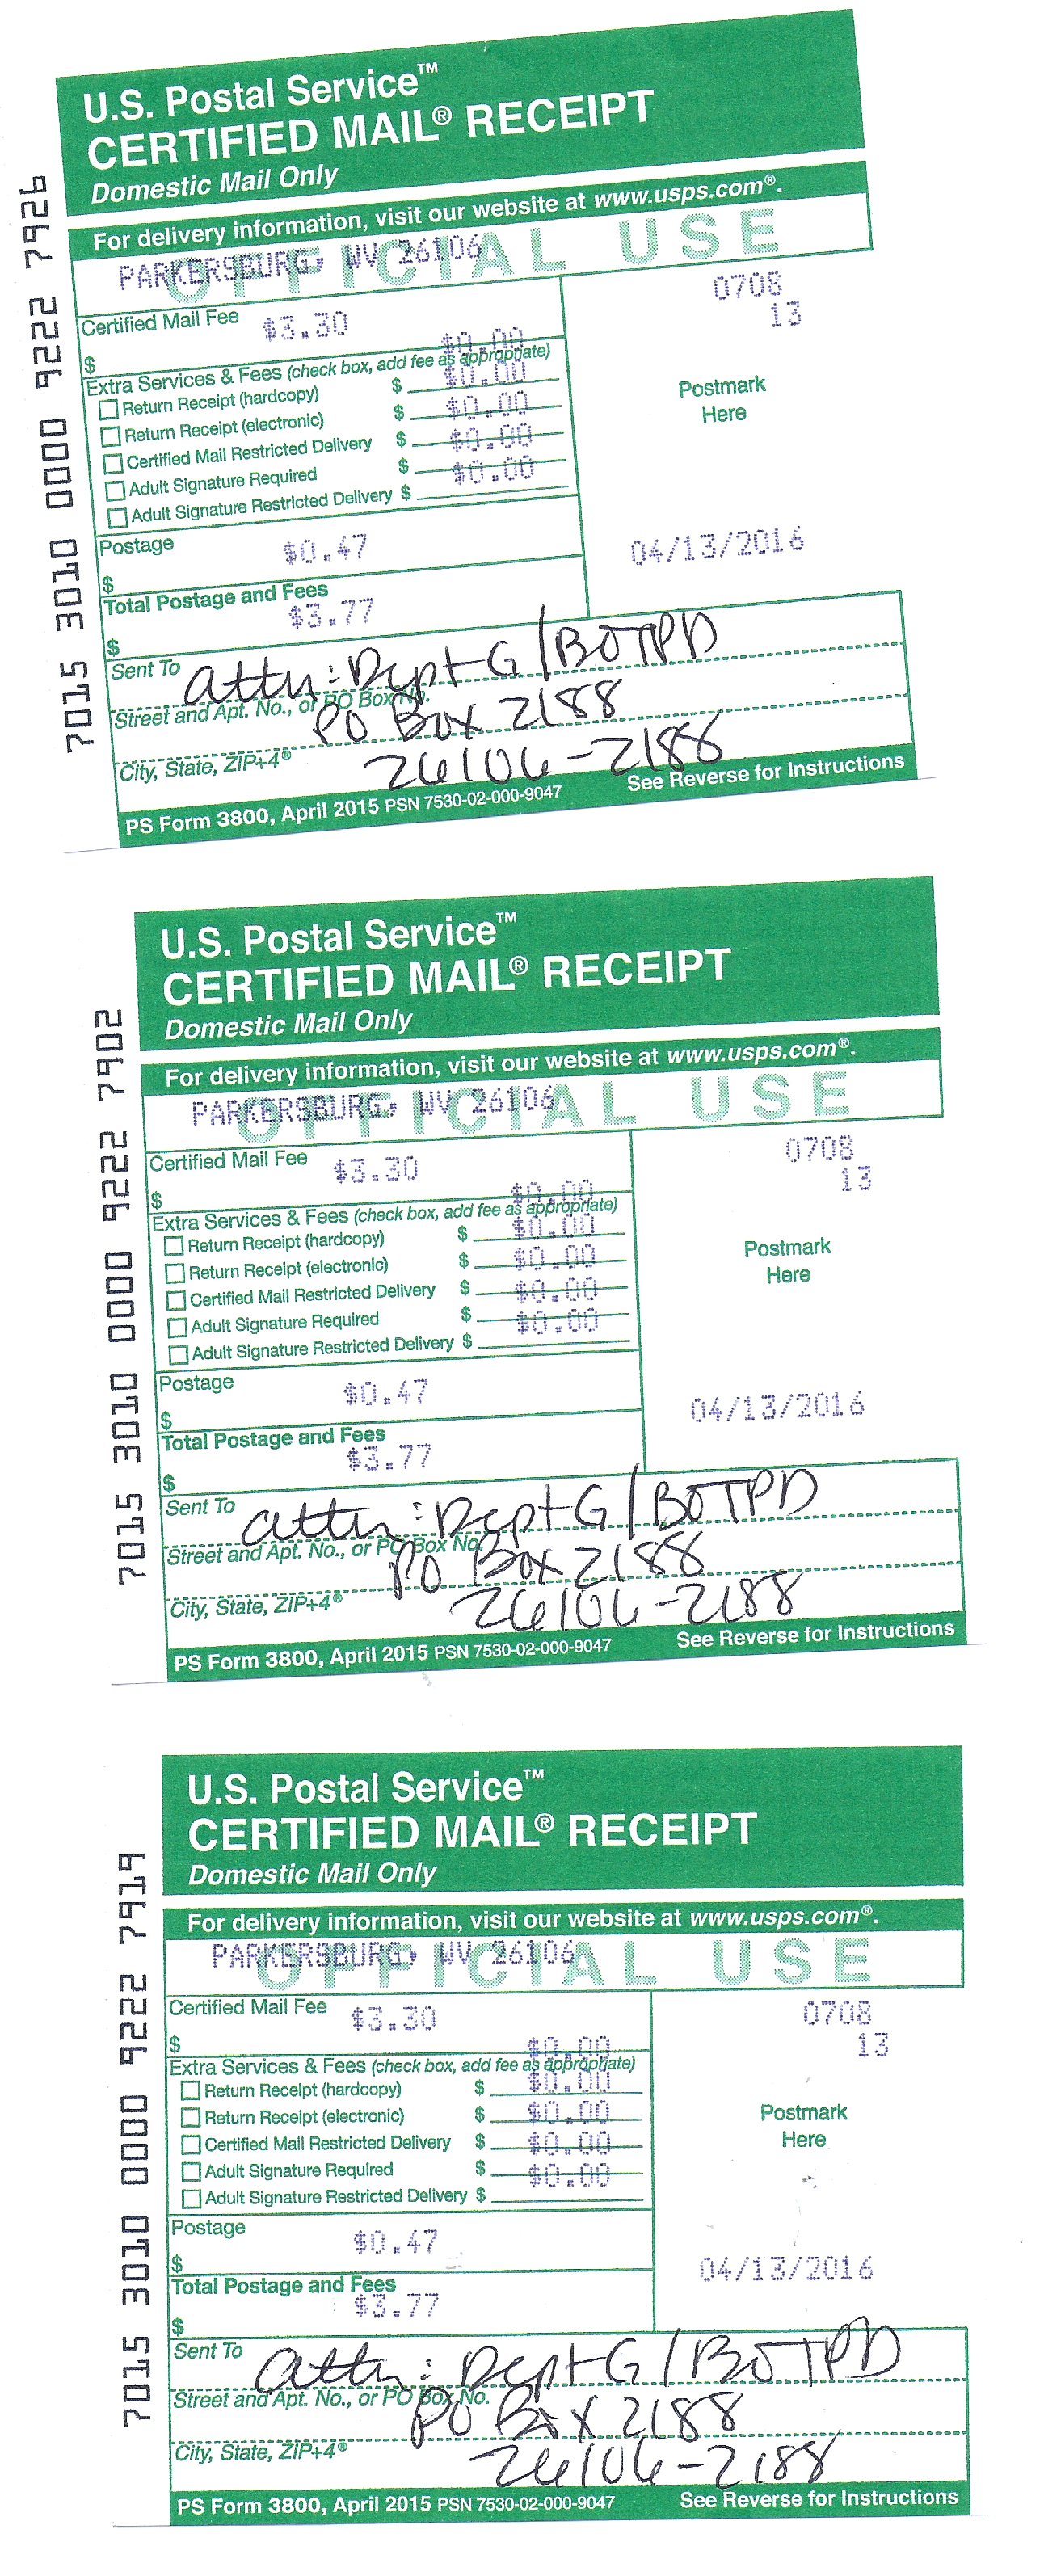 U.S. Postal Service™
CERTIFIED MAIL® RECEIPT
Domestic Mail Only
7015 3010 0000 9222 7926
For delivery information, visit our website at www.usps.com®.
OFFICIAL USE
PARKERSBURG, WV 26106
Certified Mail Fee $3.30
$
0708
13
$0.00
Extra Services & Fees (check box, add fee as appropriate)
Return Receipt (hardcopy) $ $0.00
Return Receipt (electronic) $ $0.00
Certified Mail Restricted Delivery $ $0.00
Adult Signature Required $ $0.00
Adult Signature Restricted Delivery $
Postmark
Here
Postage $0.47
$
04/13/2016
Total Postage and Fees
$3.77
$
Sent To attn: Dept G/BOTPD
Street and Apt. No., or PO Box No. PO Box 2188
City, State, ZIP+4® 26106-2188
PS Form 3800, April 2015 PSN 7530-02-000-9047 See Reverse for Instructions
U.S. Postal Service™
CERTIFIED MAIL® RECEIPT
Domestic Mail Only
7015 3010 0000 9222 7902
For delivery information, visit our website at www.usps.com®.
OFFICIAL USE
PARKERSBURG, WV 26106
Certified Mail Fee $3.30
$
0708
13
$0.00
Extra Services & Fees (check box, add fee as appropriate)
Return Receipt (hardcopy) $ $0.00
Return Receipt (electronic) $ $0.00
Certified Mail Restricted Delivery $ $0.00
Adult Signature Required $ $0.00
Adult Signature Restricted Delivery $
Postmark
Here
Postage $0.47
$
04/13/2016
Total Postage and Fees
$3.77
$
Sent To attn: Dept G/BOTPD
Street and Apt. No., or PO Box No. PO Box 2188
City, State, ZIP+4® 26106-2188
PS Form 3800, April 2015 PSN 7530-02-000-9047 See Reverse for Instructions
U.S. Postal Service™
CERTIFIED MAIL® RECEIPT
Domestic Mail Only
7015 3010 0000 9222 7919
For delivery information, visit our website at www.usps.com®.
OFFICIAL USE
PARKERSBURG, WV 26106
Certified Mail Fee $3.30
$
0708
13
$0.00
Extra Services & Fees (check box, add fee as appropriate)
Return Receipt (hardcopy) $ $0.00
Return Receipt (electronic) $ $0.00
Certified Mail Restricted Delivery $ $0.00
Adult Signature Required $ $0.00
Adult Signature Restricted Delivery $
Postmark
Here
Postage $0.47
$
04/13/2016
Total Postage and Fees
$3.77
$
Sent To attn: Dept G/BOTPD
Street and Apt. No., or PO Box No. PO Box 2188
City, State, ZIP+4® 26106-2188
PS Form 3800, April 2015 PSN 7530-02-000-9047 See Reverse for Instructions